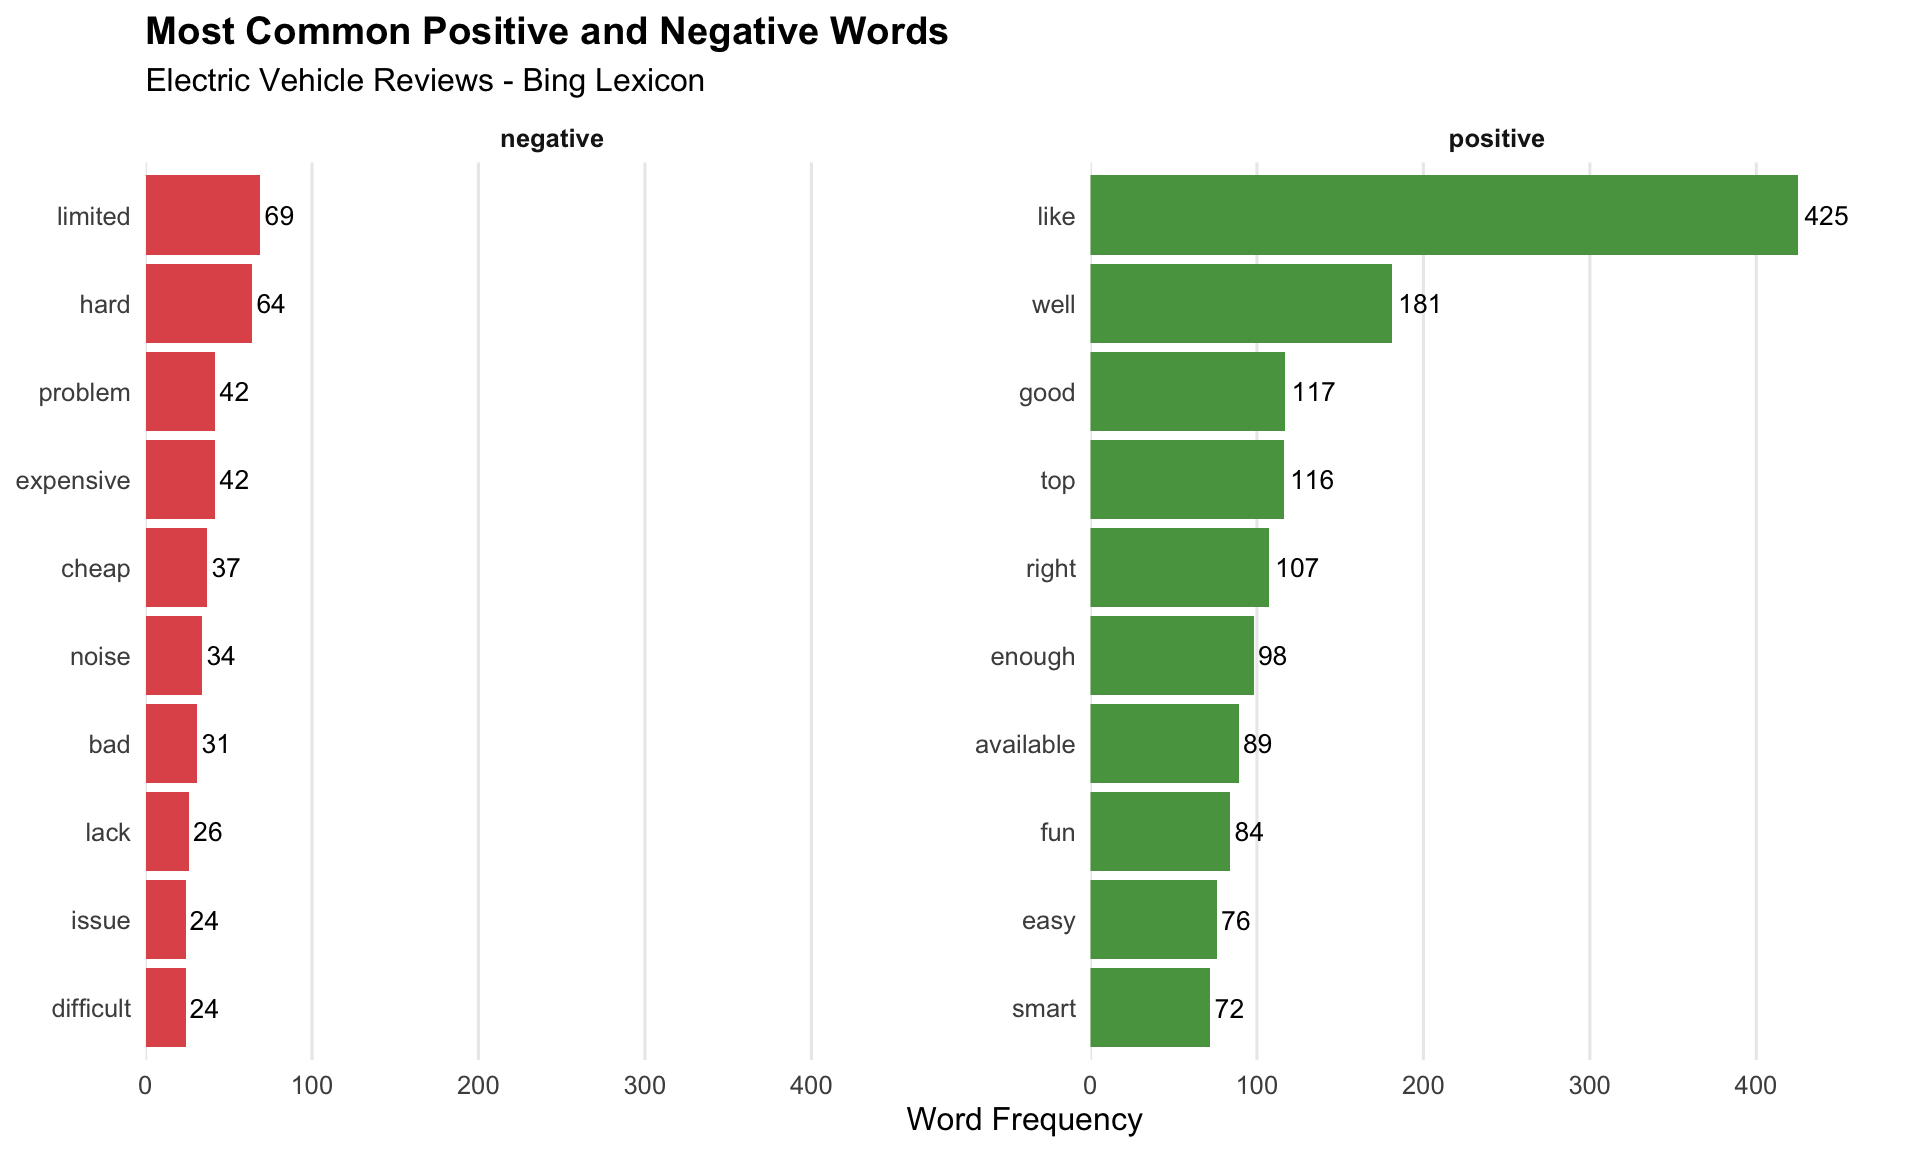 Most Common Positive and Negative Words
Electric Vehicle Reviews - Bing Lexicon
negative
limited 69
hard 64
problem 42
expensive 42
cheap 37
noise 34
bad 31
lack 26
issue 24
difficult 24
0 100 200 300 400
positive
like 425
well 181
good 117
top 116
right 107
enough 98
available 89
fun 84
easy 76
smart 72
0 100 200 300 400
Word Frequency